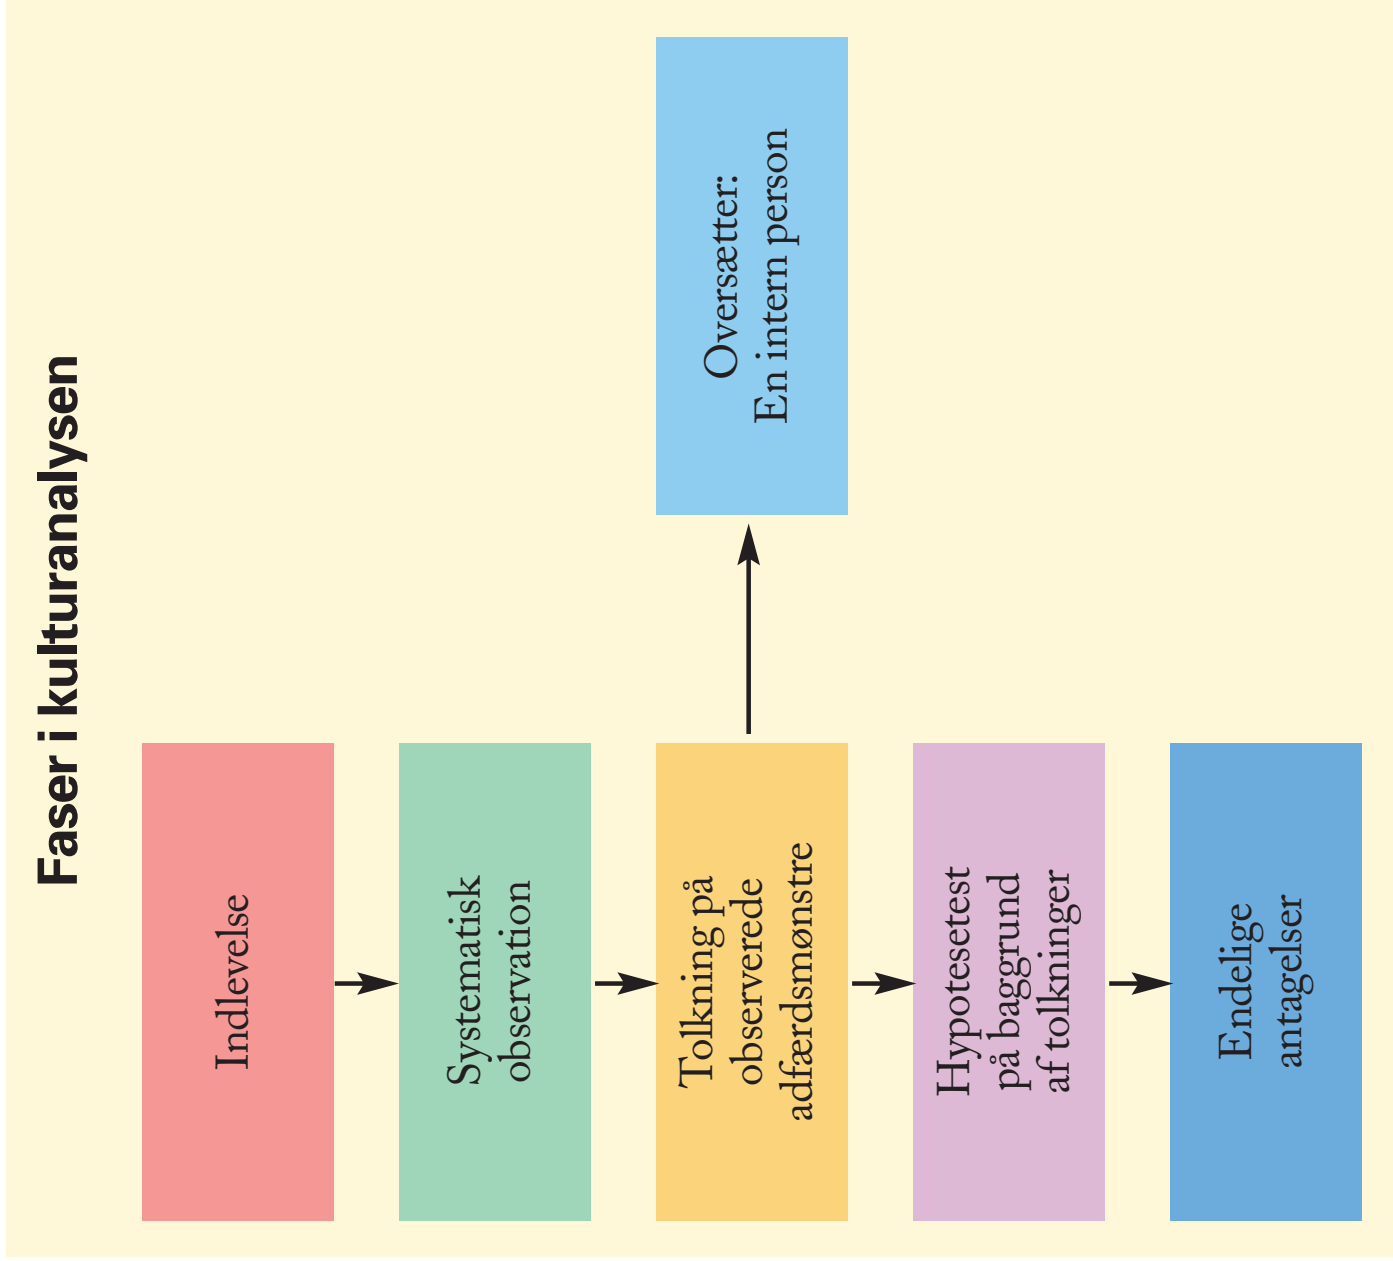 Faser i kulturanalysen
Indlevelse
Systematisk
observation
Tolkning på
observerede
adfærdsmønstre
Oversætter:
En intern person
Hypotesetest
på baggrund
af tolkninger
Endelige
antagelser